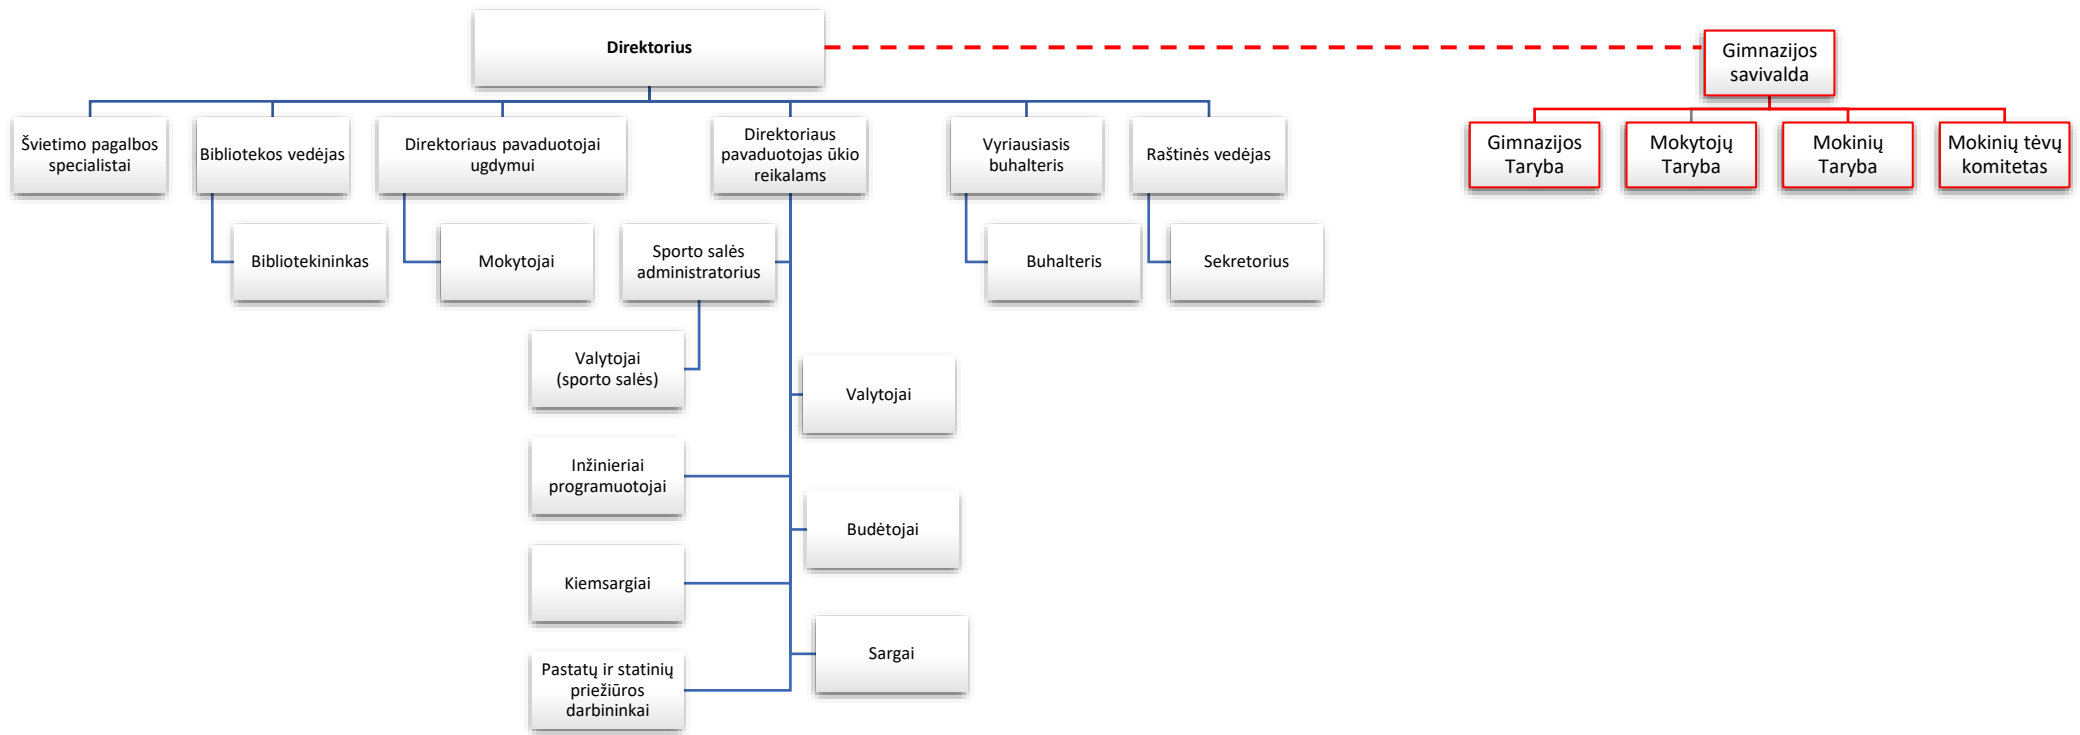 Direktorius
Gimnazijos
savivalda
Švietimo pagalbos
specialistai
Bibliotekos vedėjas
Direktoriaus pavaduotojai
ugdymui
Direktoriaus
pavaduotojas ūkio
reikalams
Vyriausiasis
buhalteris
Raštinės vedėjas
Gimnazijos
Taryba
Mokytojų
Taryba
Mokinių
Taryba
Mokinių tėvų
komitetas
Bibliotekininkas
Mokytojai
Sporto salės
administratorius
Buhalteris
Sekretorius
Valytojai
(sporto salės)
Valytojai
Inžinieriai
programuotojai
Budėtojai
Kiemsargiai
Sargai
Pastatų ir statinių
priežiūros
darbininkai